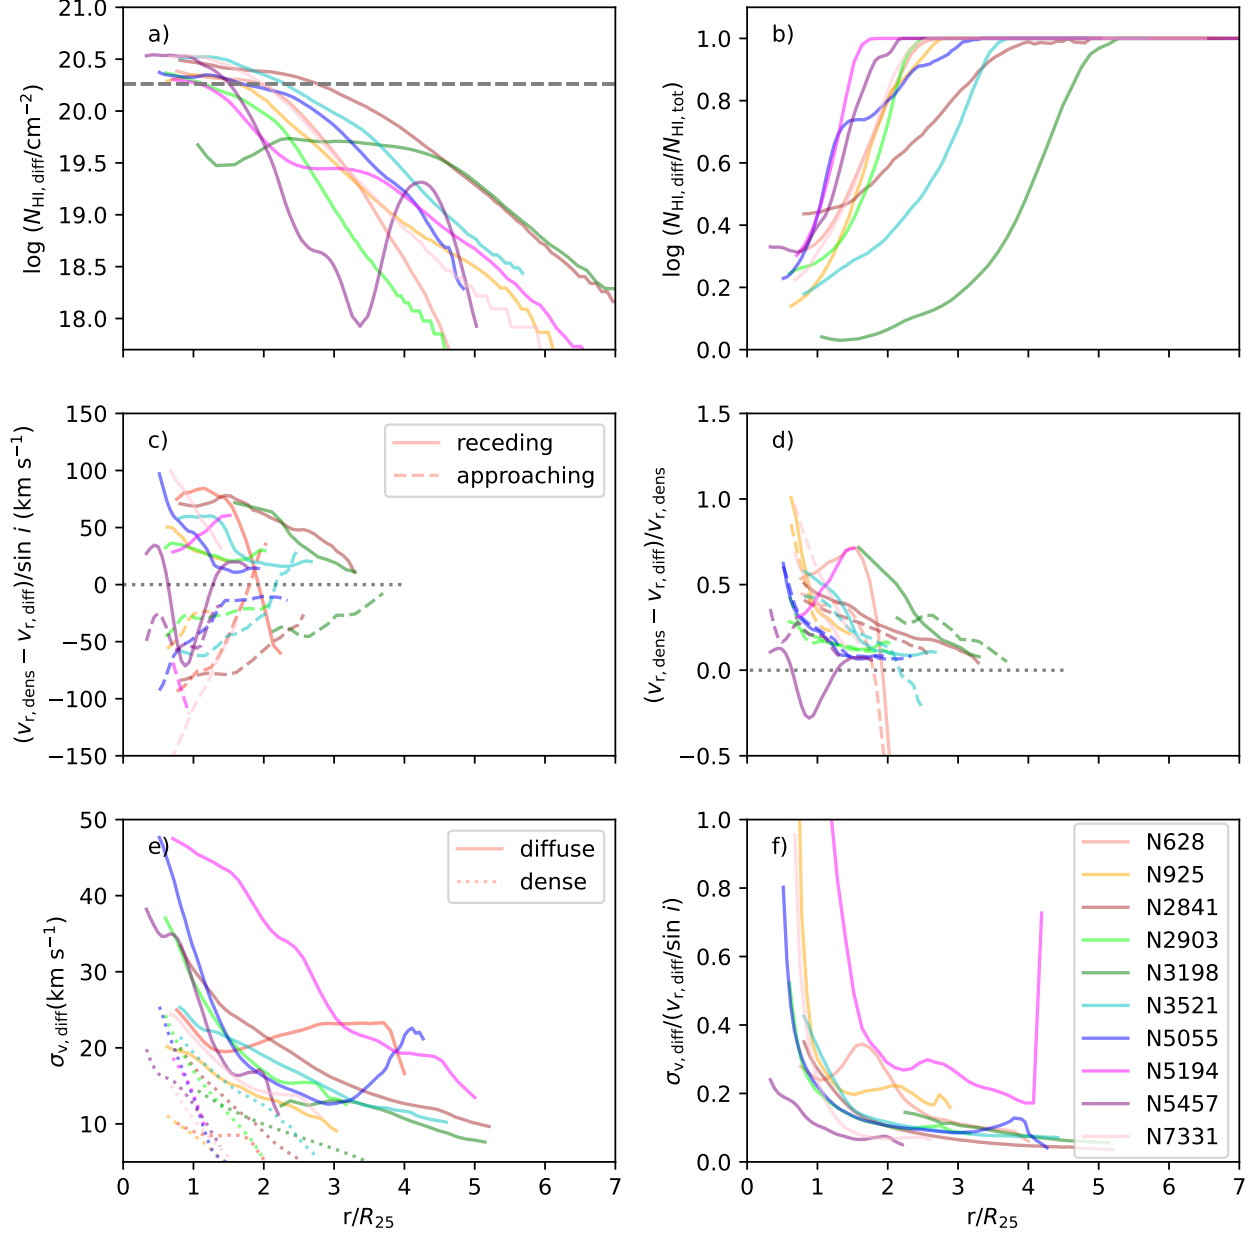 a)
21.0
20.5
20.0
19.5
19.0
18.5
18.0
log (N_HI,diff/cm⁻²)
b)
1.0
0.8
0.6
0.4
0.2
0.0
log (N_HI,diff/N_HI,tot)
c)
150
100
50
0
−50
−100
−150
(v_r,dens − v_r,diff)/sin i (km s⁻¹)
receding
approaching
d)
1.5
1.0
0.5
0.0
−0.5
(v_r,dens − v_r,diff)/v_r,dens
e)
50
40
30
20
10
σ_v,diff(km s⁻¹)
diffuse
dense
0 1 2 3 4 5 6 7
r/R₂₅
f)
1.0
0.8
0.6
0.4
0.2
0.0
σ_v,diff/(v_r,diff/sin i)
N628
N925
N2841
N2903
N3198
N3521
N5055
N5194
N5457
N7331
0 1 2 3 4 5 6 7
r/R₂₅